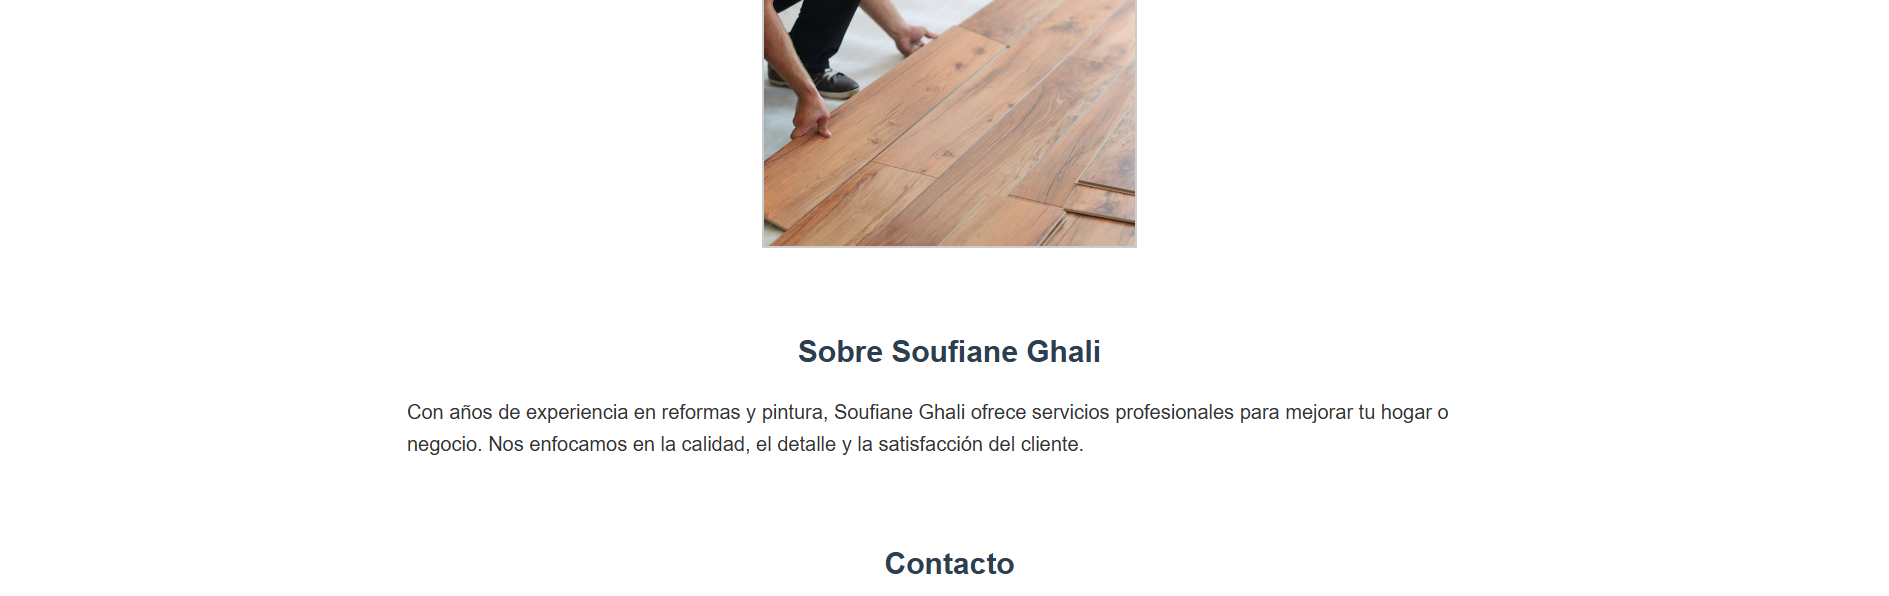 Sobre Soufiane Ghali
Con años de experiencia en reformas y pintura, Soufiane Ghali ofrece servicios profesionales para mejorar tu hogar o
negocio. Nos enfocamos en la calidad, el detalle y la satisfacción del cliente.
Contacto